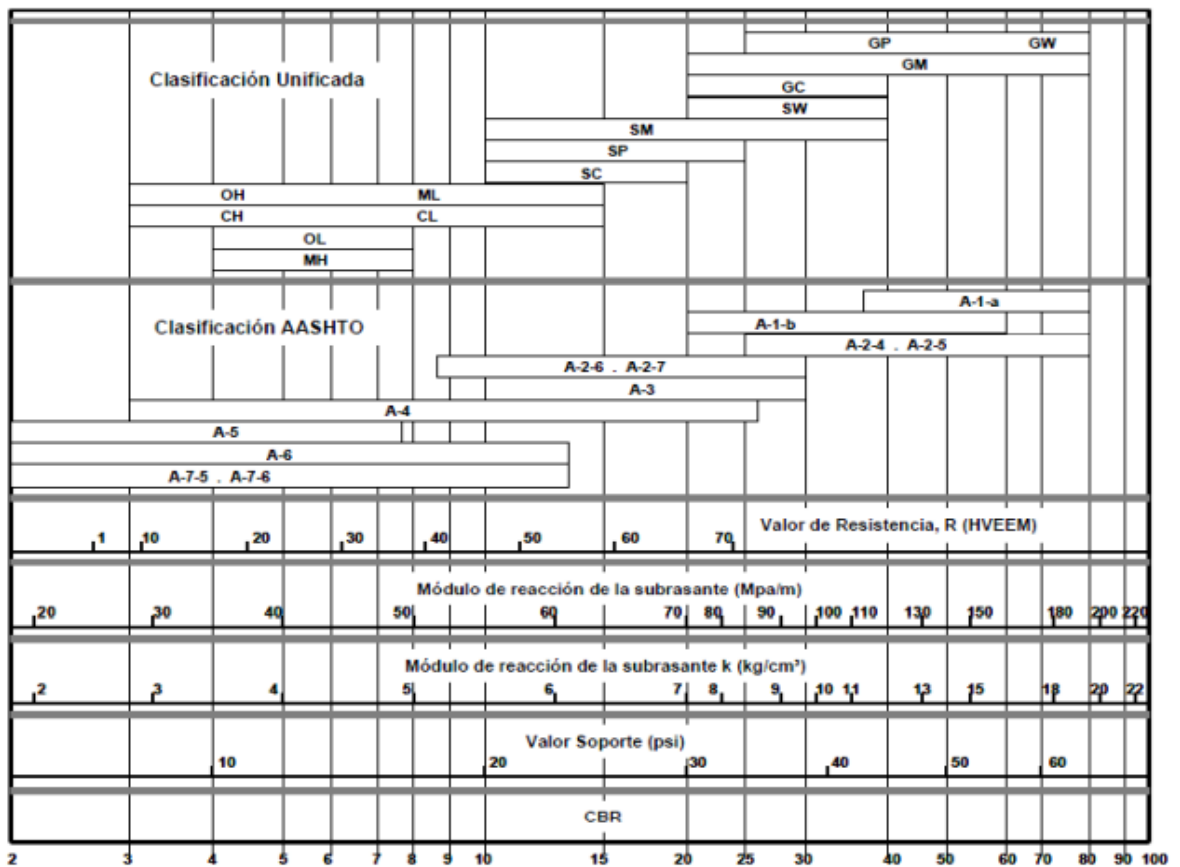 GP GW
GM
Clasificación Unificada
GC
SW
SM
SP
SC
OH ML
CH CL
OL
MH
A-1-a
Clasificación AASHTO
A-1-b
A-2-4 . A-2-5
A-2-6 . A-2-7
A-3
A-4
A-5
A-6
A-7-5 . A-7-6
Valor de Resistencia, R (HVEEM)
1 10 20 30 40 50 60 70
Módulo de reacción de la subrasante (Mpa/m)
20 30 40 50 60 70 80 90 100 110 130 150 180 200 220
Módulo de reacción de la subrasante k (kg/cm³)
2 3 4 5 6 7 8 9 10 11 13 15 18 20 22
Valor Soporte (psi)
10 20 30 40 50 60
CBR
2 3 4 5 6 7 8 9 10 15 20 25 30 40 50 60 70 80 90 100